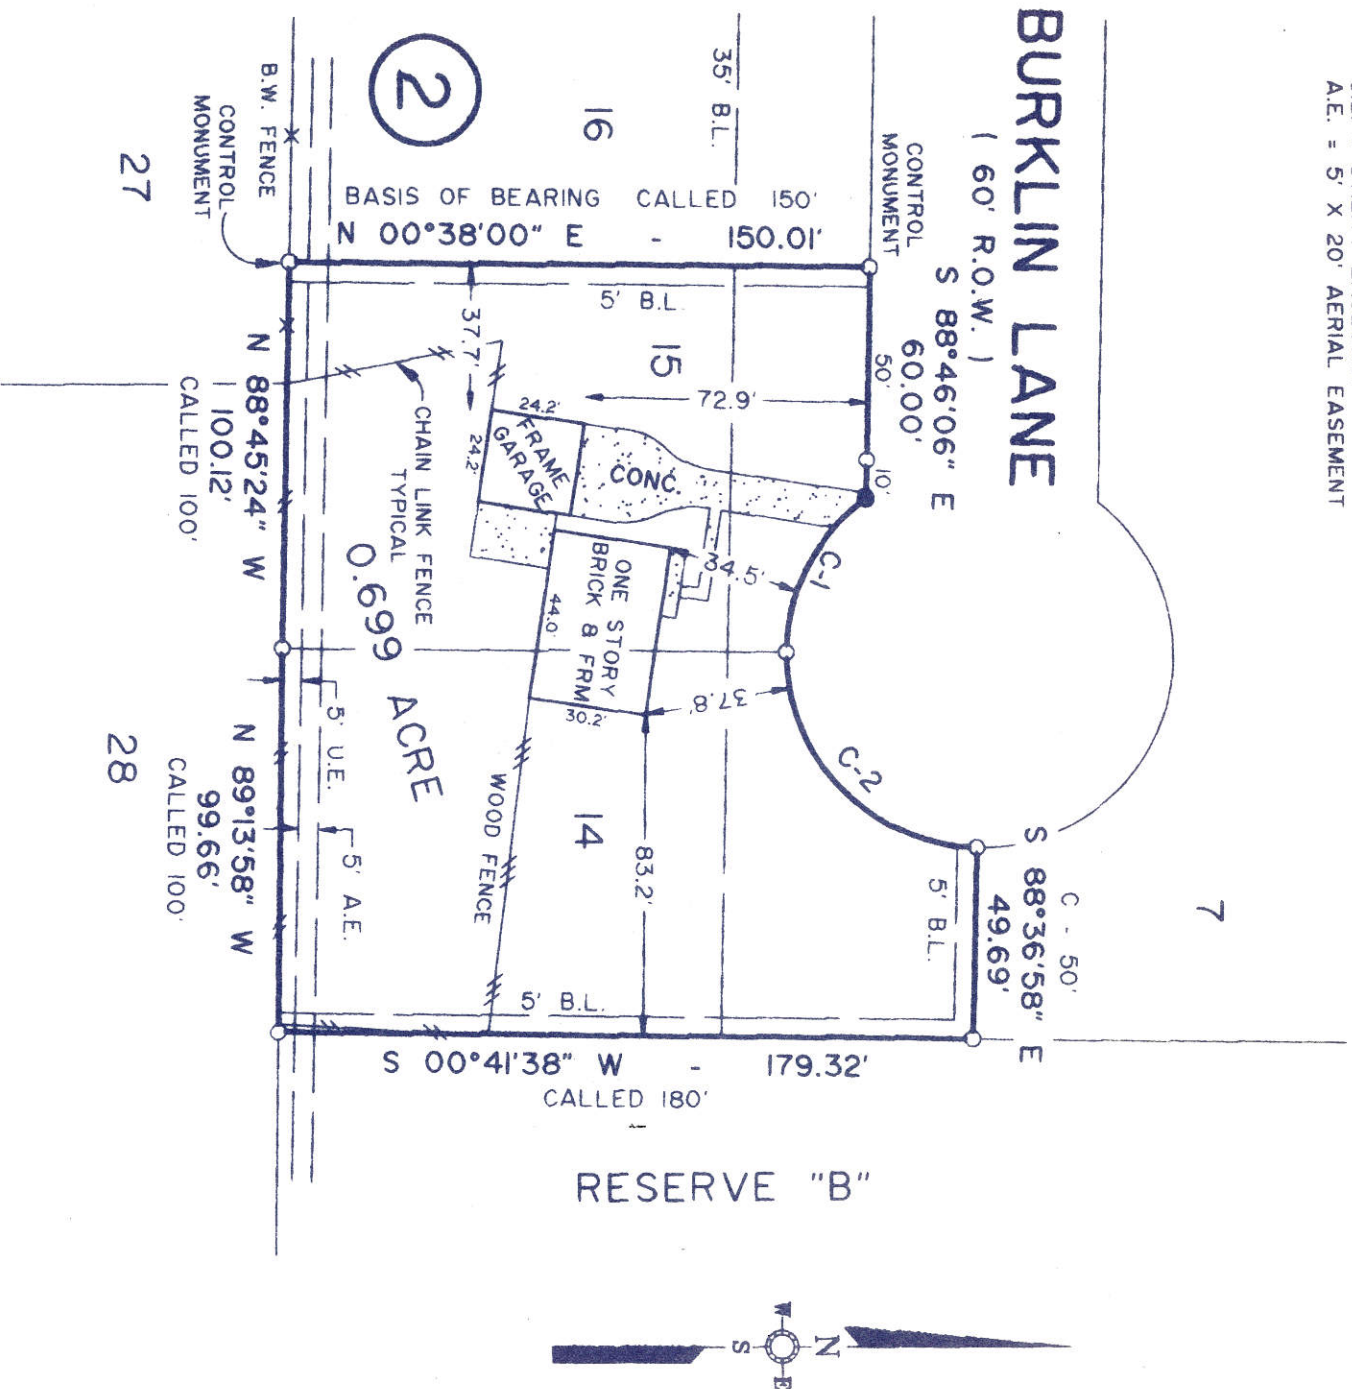 A.E. = 5' X 20' AERIAL EASEMENT
BURKLIN LANE
( 60' R.O.W. )
CONTROL
MONUMENT
S 88°46'06" E
60.00'
50'
10'
35' B.L.
16
2
B.W. FENCE
CONTROL
MONUMENT
27
BASIS OF BEARING CALLED 150'
N 00°38'00" E - 150.01'
5' B.L.
15
37.7'
72.9'
24.2'
24.2'
FRAME
GARAGE
CONC.
CHAIN LINK FENCE
TYPICAL
N 88°45'24" W
100.12'
CALLED 100'
0.699 ACRE
ONE STORY
BRICK & FRM
44.0'
30.2'
34.5'
37.8'
C-1
C-2
7
C - 50'
S 88°36'58" E
49.69'
5' B.L.
14
83.2'
WOOD FENCE
5' U.E.
5' A.E.
N 89°13'58" W
99.66'
CALLED 100'
28
5' B.L.
S 00°41'38" W - 179.32'
CALLED 180'
RESERVE "B"
N
W
E
S